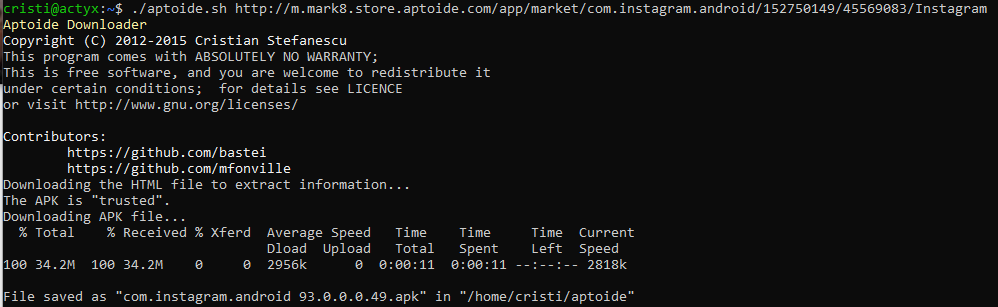 cristi@actyx:~$ ./aptoide.sh http://m.mark8.store.aptoide.com/app/market/com.instagram.android/152750149/45569083/Instagram
Aptoide Downloader
Copyright (C) 2012-2015 Cristian Stefanescu
This program comes with ABSOLUTELY NO WARRANTY;
This is free software, and you are welcome to redistribute it
under certain conditions;  for details see LICENCE
or visit http://www.gnu.org/licenses/
Contributors:
        https://github.com/bastei
        https://github.com/mfonville
Downloading the HTML file to extract information...
The APK is "trusted".
Downloading APK file...
  % Total    % Received % Xferd  Average Speed   Time    Time     Time  Current
                                 Dload  Upload   Total   Spent    Left  Speed
100 34.2M  100 34.2M    0     0  2956k      0  0:00:11  0:00:11 --:--:-- 2818k
File saved as "com.instagram.android 93.0.0.0.49.apk" in "/home/cristi/aptoide"